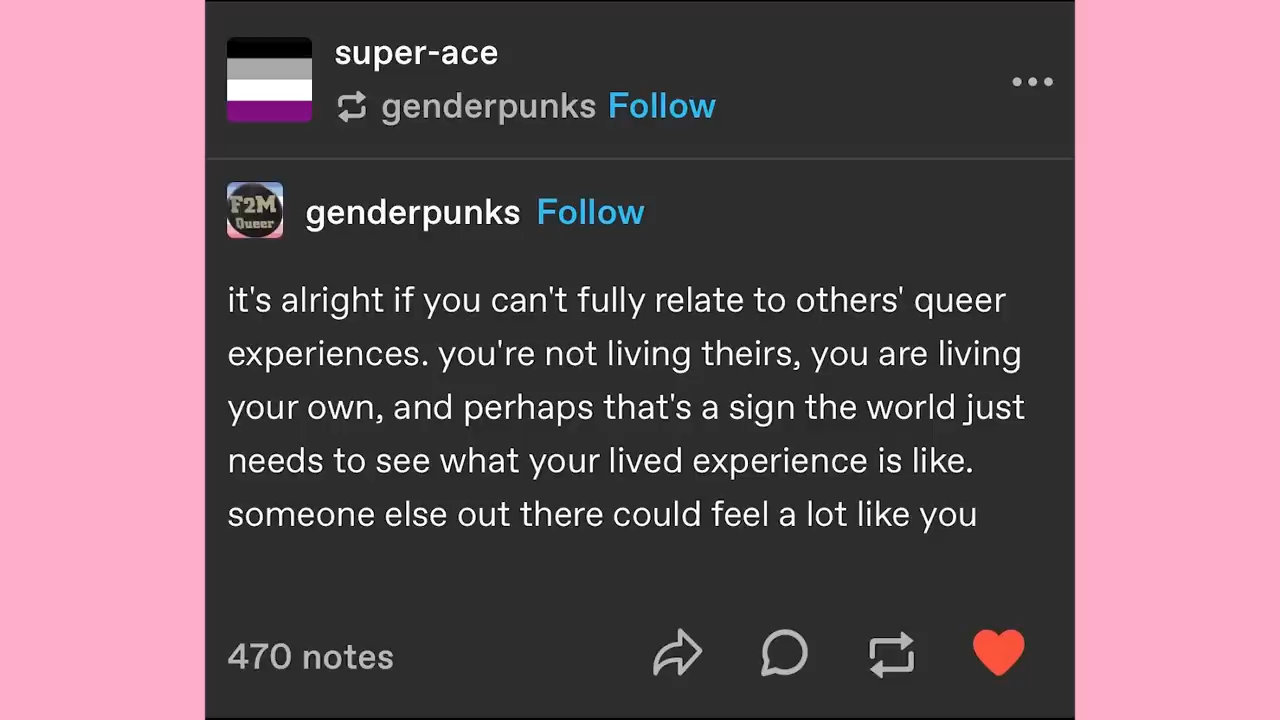 super-ace
genderpunks Follow
F2M
Queer
genderpunks Follow
it's alright if you can't fully relate to others' queer
experiences. you're not living theirs, you are living
your own, and perhaps that's a sign the world just
needs to see what your lived experience is like.
someone else out there could feel a lot like you
470 notes